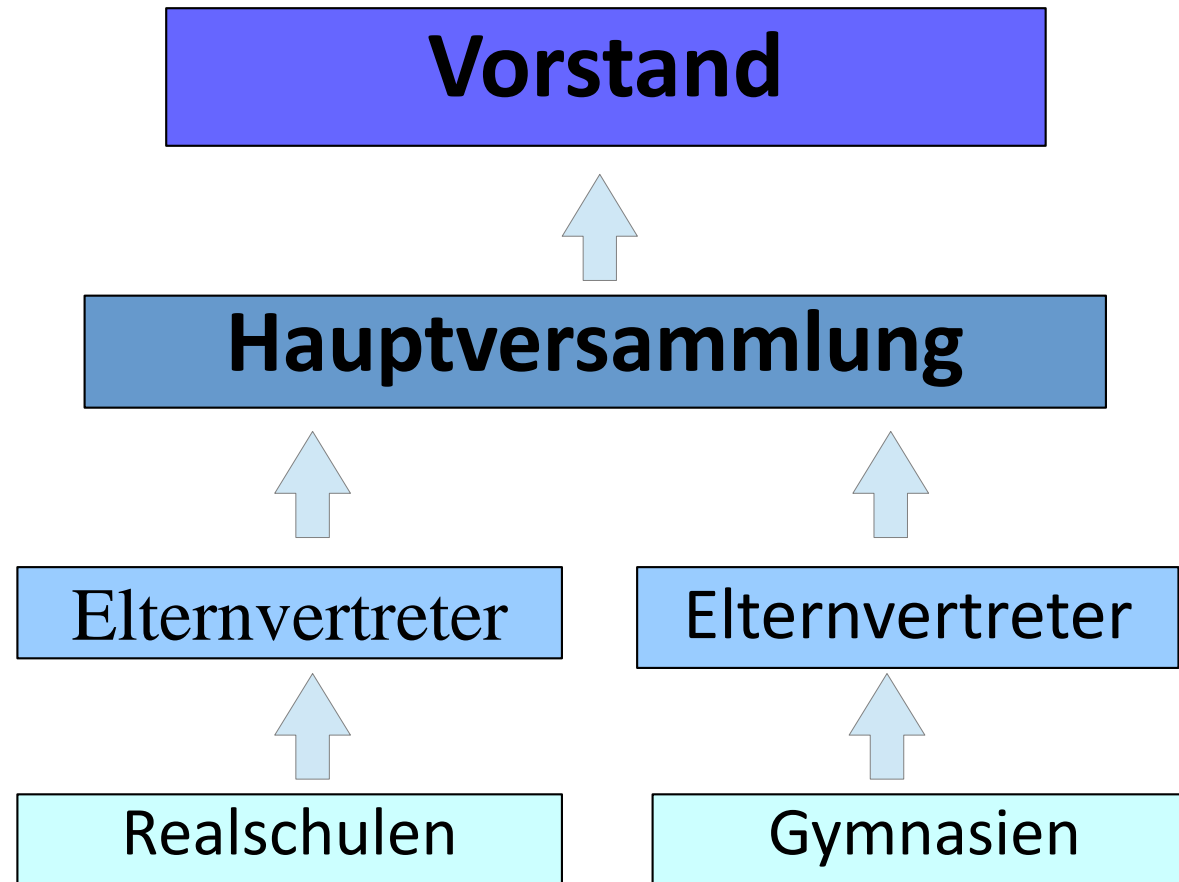 Vorstand
Hauptversammlung
Elternvertreter
Elternvertreter
Realschulen
Gymnasien